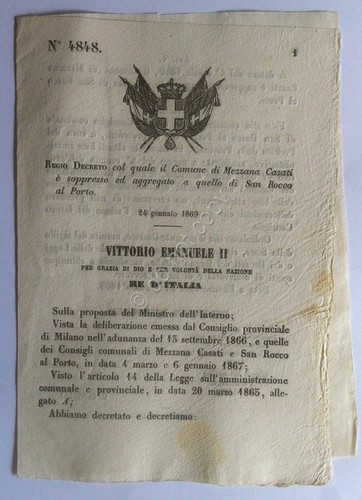 N° 4848.
1
REGIO DECRETO col quale il Comune di Mezzana Casati
è soppresso ed aggregato a quello di San Rocco
al Porto.
24 gennaio 1869
VITTORIO EMANUELE II
PER GRAZIA DI DIO E PER VOLONTÀ DELLA NAZIONE
RE D'ITALIA
Sulla proposta del Ministro dell'Interno;
Vista la deliberazione emessa dal Consiglio provinciale
di Milano nell'adunanza del 15 settembre 1866, e quelle
dei Consigli comunali di Mezzana Casati e San Rocco
al Porto, in data 4 marzo e 6 gennaio 1867;
Visto l'articolo 14 della Legge sull'amministrazione
comunale e provinciale, in data 20 marzo 1865, alle-
gato A;
Abbiamo decretato e decretiamo: